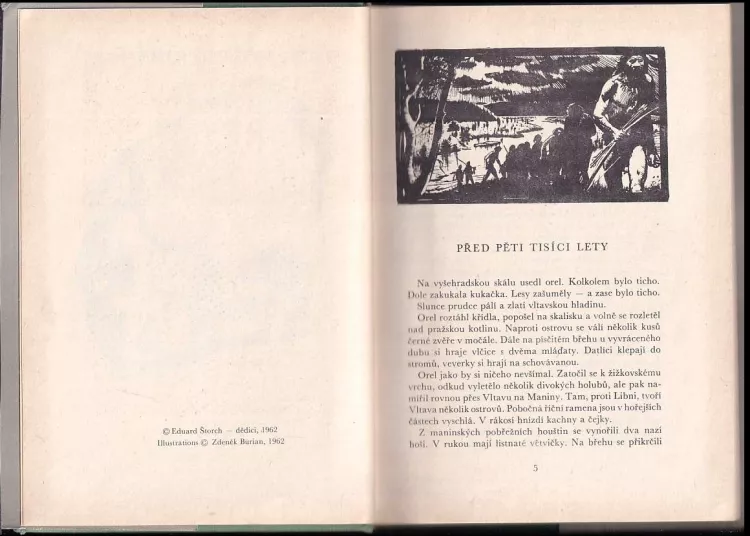 © Eduard Štorch — dědici, 1962
Illustrations © Zdeněk Burian, 1962
PŘED PĚTI TISÍCI LETY
Na vyšehradskou skálu usedl orel. Kolkolem bylo ticho.
Dole zakukala kukačka. Lesy zašuměly — a zase bylo ticho.
Slunce prudce pálí a zlatí vltavskou hladinu.
Orel roztáhl křídla, popošel na skalisku a volně se rozletěl
nad pražskou kotlinu. Naproti ostrovu se válí několik kusů
černé zvěře v močále. Dále na písčitém břehu u vyvráceného
dubu si hraje vlčice s dvěma mláďaty. Datlíci klepají do
stromů, veverky si hrají na schovávanou.
Orel jako by si ničeho nevšímal. Zatočil se k žižkovskému
vrchu, odkud vyletělo několik divokých holubů, ale pak na-
mířil rovnou přes Vltavu na Maniny. Tam, proti Libni, tvoří
Vltava několik ostrovů. Pobočná říční ramena jsou v hořejších
částech vyschlá. V rákosí hnízdí kachny a čejky.
Z maninských pobřežních houštin se vynořili dva nazí
hoši. V rukou mají listnaté větvičky. Na břehu se přikrčili
5